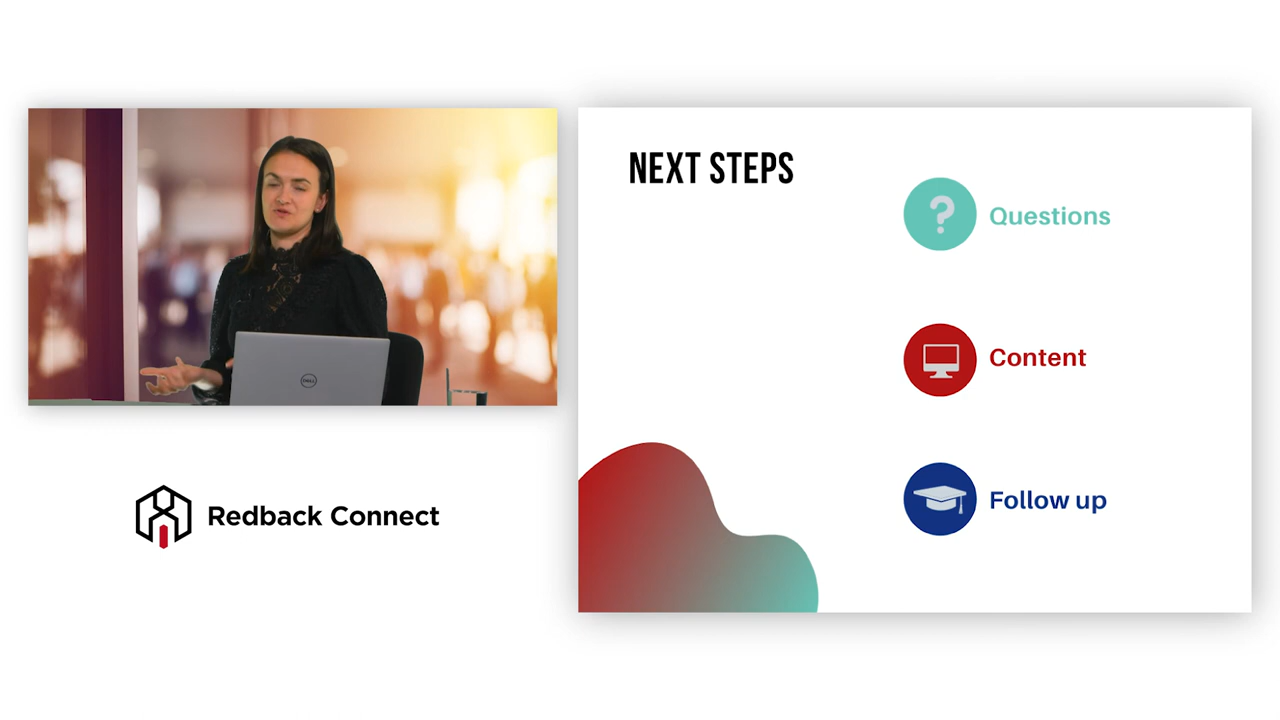 NEXT STEPS
? Questions
Content
Follow up
DELL
Redback Connect